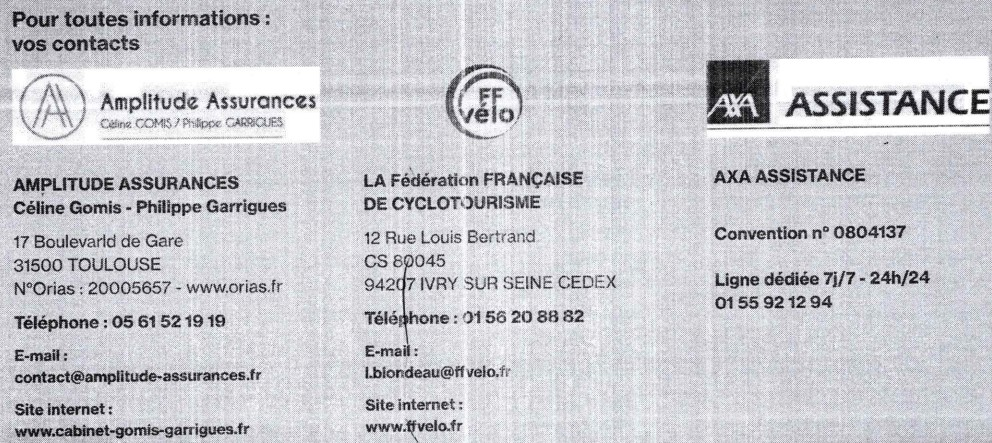 Pour toutes informations :
vos contacts
Amplitude Assurances
Céline GOMIS / Philippe GARRIGUES
AMPLITUDE ASSURANCES
Céline Gomis - Philippe Garrigues
17 Boulevarld de Gare
31500 TOULOUSE
N°Orias : 20005657 - www.orias.fr
Téléphone : 05 61 52 19 19
E-mail :
contact@amplitude-assurances.fr
Site internet :
www.cabinet-gomis-garrigues.fr
FF
vélo
LA Fédération FRANÇAISE
DE CYCLOTOURISME
12 Rue Louis Bertrand
CS 80045
94207 IVRY SUR SEINE CEDEX
Téléphone : 01 56 20 88 82
E-mail :
l.blondeau@ffvelo.fr
Site internet :
www.ffvelo.fr
AXA ASSISTANCE
AXA ASSISTANCE
Convention n° 0804137
Ligne dédiée 7j/7 - 24h/24
01 55 92 12 94